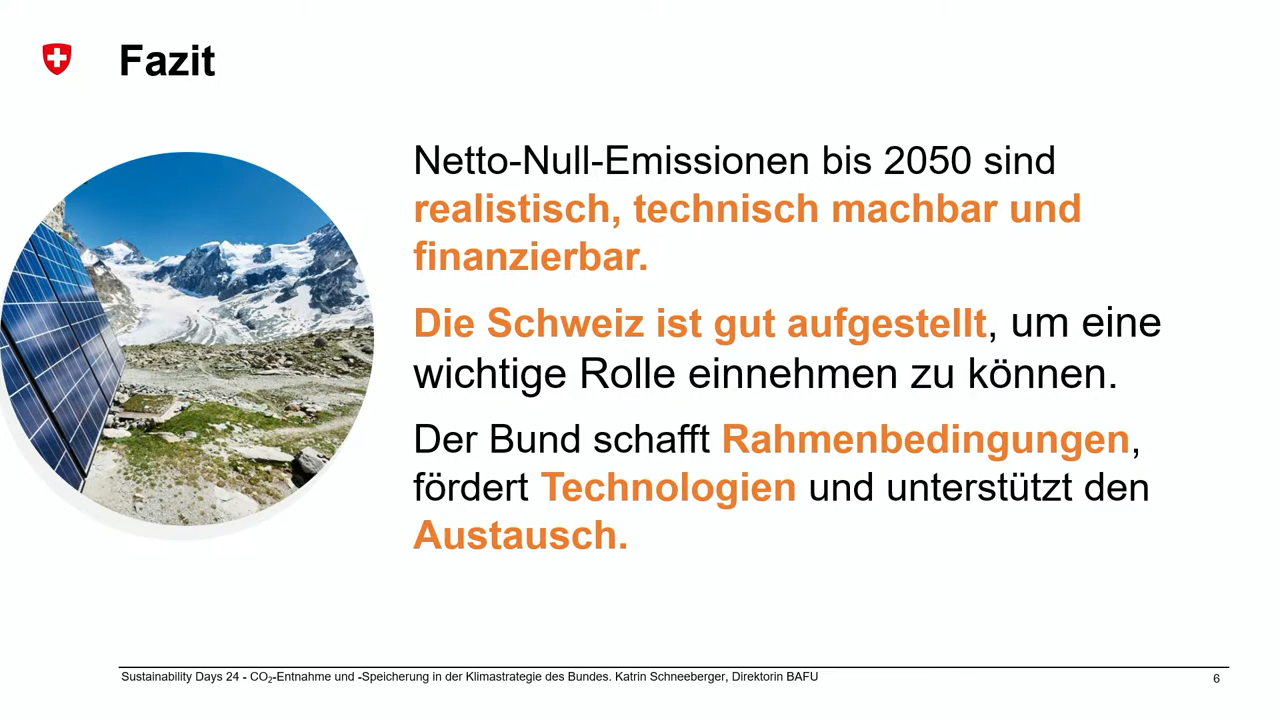 Fazit
Netto-Null-Emissionen bis 2050 sind
realistisch, technisch machbar und
finanzierbar.
Die Schweiz ist gut aufgestellt, um eine
wichtige Rolle einnehmen zu können.
Der Bund schafft Rahmenbedingungen,
fördert Technologien und unterstützt den
Austausch.
Sustainability Days 24 - CO₂-Entnahme und -Speicherung in der Klimastrategie des Bundes. Katrin Schneeberger, Direktorin BAFU
6